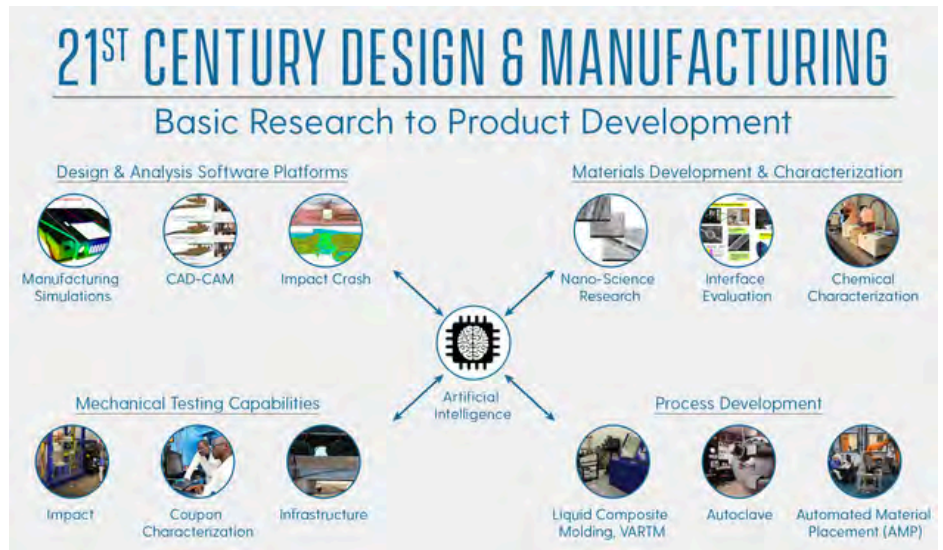 21ST CENTURY DESIGN & MANUFACTURING
Basic Research to Product Development
Design & Analysis Software Platforms
Manufacturing
Simulations
CAD-CAM
Impact Crash
Materials Development & Characterization
Nano-Science
Research
Interface
Evaluation
Chemical
Characterization
Artificial
Intelligence
Mechanical Testing Capabilities
Impact
Coupon
Characterization
Infrastructure
Process Development
Liquid Composite
Molding, VARTM
Autoclave
Automated Material
Placement (AMP)